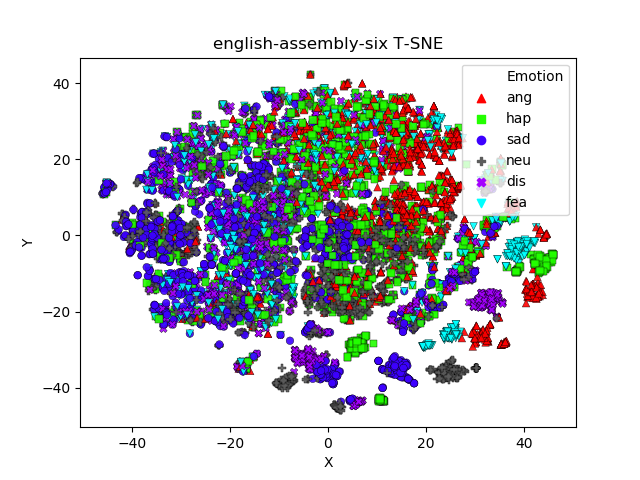 english-assembly-six T-SNE
Emotion
ang
hap
sad
neu
dis
fea
40
20
0
−20
−40
Y
−40 −20 0 20 40
X